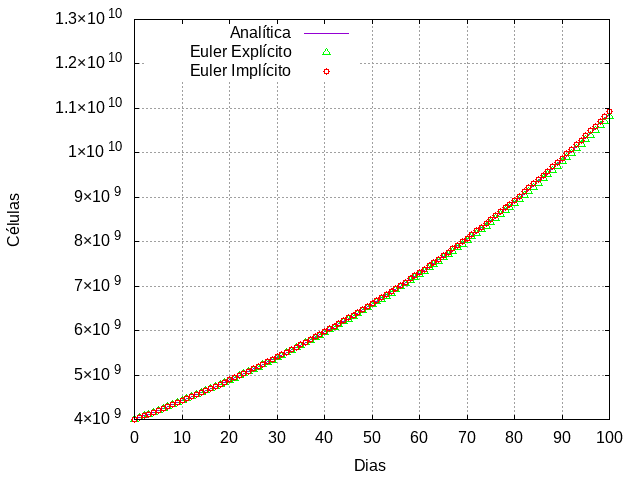 1.3×10^10
1.2×10^10
1.1×10^10
1×10^10
9×10^9
8×10^9
7×10^9
6×10^9
5×10^9
4×10^9
Células
Analítica
Euler Explícito
Euler Implícito
0 10 20 30 40 50 60 70 80 90 100
Dias